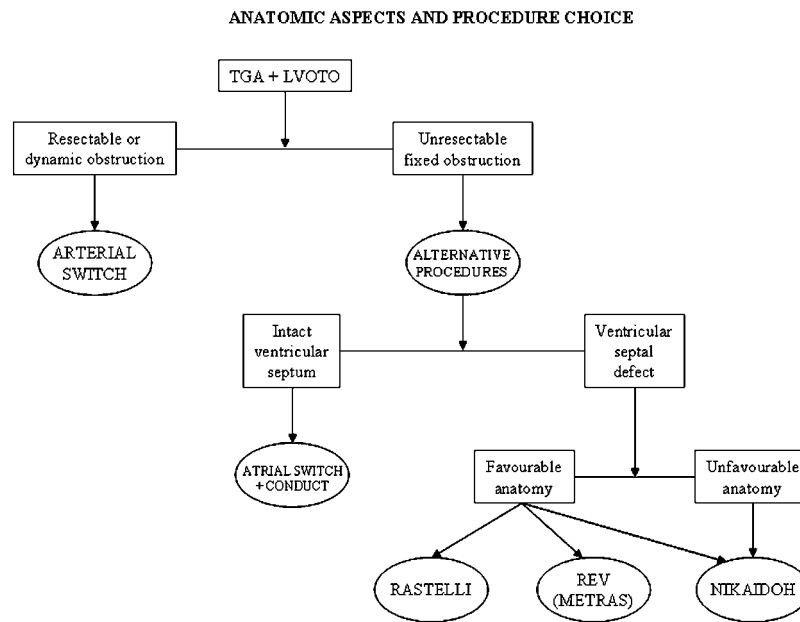 ANATOMIC ASPECTS AND PROCEDURE CHOICE
TGA + LVOTO
Resectable or
dynamic obstruction
Unresectable
fixed obstruction
ARTERIAL
SWITCH
ALTERNATIVE
PROCEDURES
Intact
ventricular
septum
Ventricular
septal
defect
ATRIAL SWITCH
+ CONDUCT
Favourable
anatomy
Unfavourable
anatomy
RASTELLI
REV
(METRAS)
NIKAIDOH